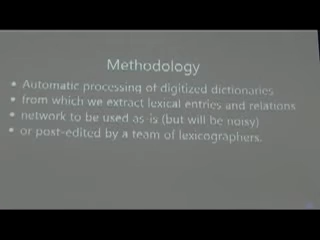 Methodology
• Automatic processing of digitized dictionaries
• from which we extract lexical entries and relations
• network to be used as-is (but will be noisy)
• or post-edited by a team of lexicographers.